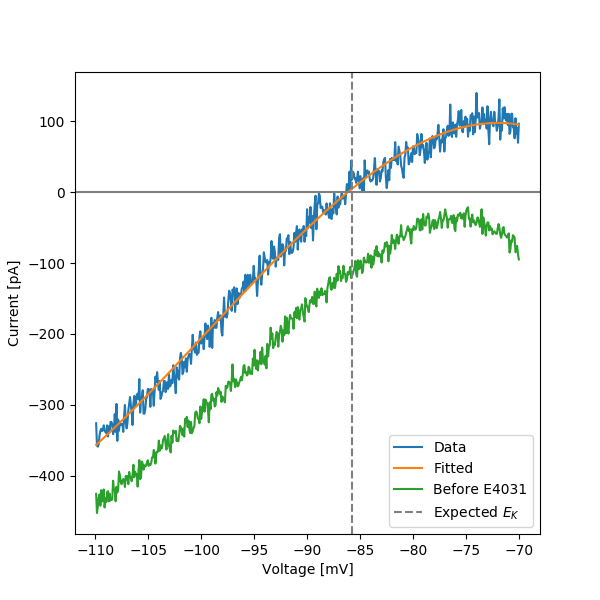 100
0
−100
−200
−300
−400
Current [pA]
−110 −105 −100 −95 −90 −85 −80 −75 −70
Voltage [mV]
Data
Fitted
Before E4031
Expected $E_K$